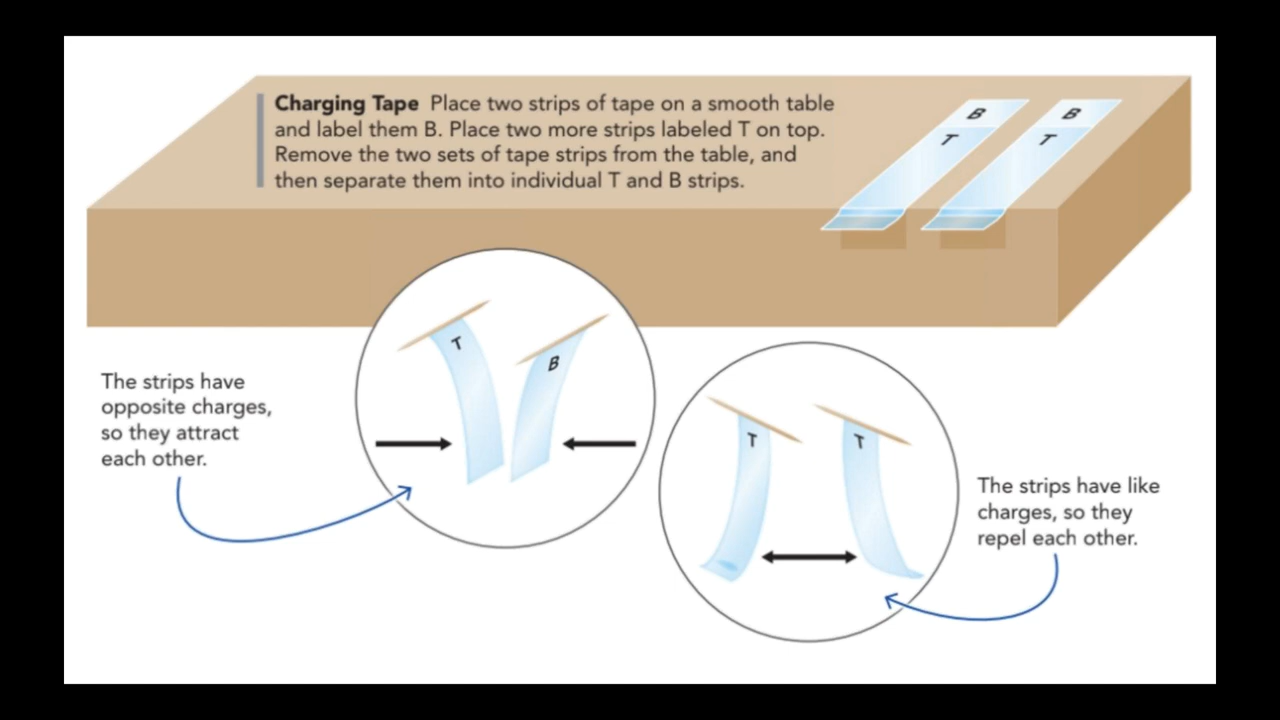 Charging Tape Place two strips of tape on a smooth table
and label them B. Place two more strips labeled T on top.
Remove the two sets of tape strips from the table, and
then separate them into individual T and B strips.
B
B
T
T
T
B
The strips have
opposite charges,
so they attract
each other.
T
T
The strips have like
charges, so they
repel each other.